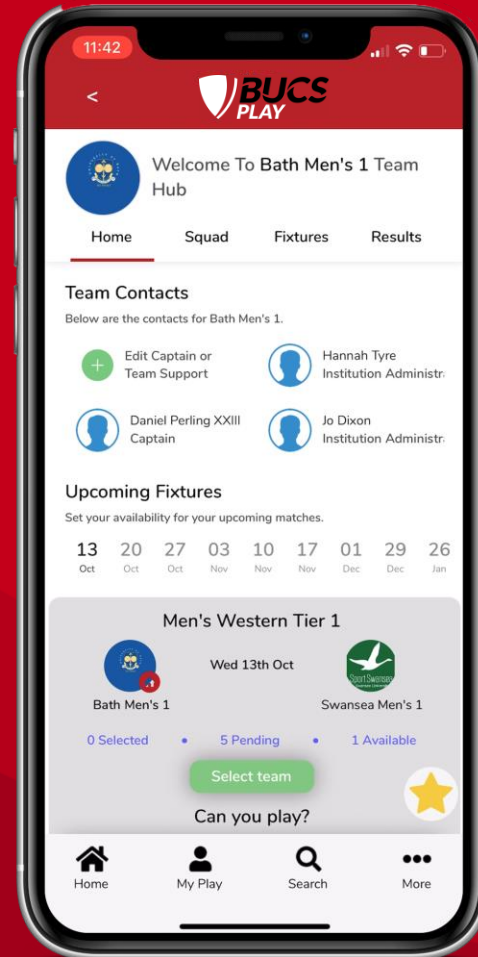 11:42
<
BUCS
PLAY
Welcome To Bath Men's 1 Team
Hub
Home Squad Fixtures Results
Team Contacts
Below are the contacts for Bath Men's 1.
+
Edit Captain or
Team Support
Hannah Tyre
Institution Administr
Daniel Perling XXIII
Captain
Jo Dixon
Institution Administr
Upcoming Fixtures
Set your availability for your upcoming matches.
13 20 27 03 10 17 01 29 26
Oct Oct Oct Nov Nov Nov Dec Dec Jan
Men's Western Tier 1
Wed 13th Oct
Sport Swansea
Bath Men's 1 Swansea Men's 1
0 Selected • 5 Pending • 1 Available
Select team
Can you play?
Home My Play Search More